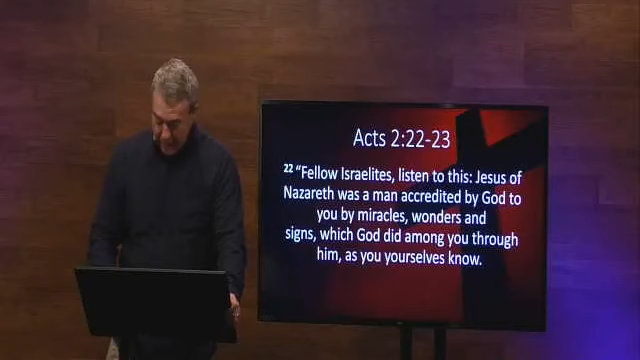 Acts 2:22-23
22 “Fellow Israelites, listen to this: Jesus of
Nazareth was a man accredited by God to
you by miracles, wonders and
signs, which God did among you through
him, as you yourselves know.